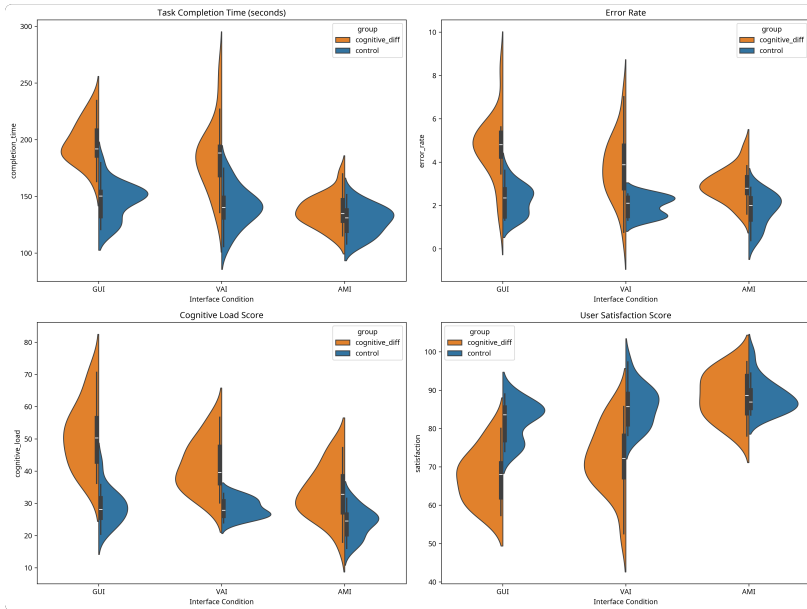 Task Completion Time (seconds)
group
cognitive_diff
control
completion_time
300
250
200
150
100
GUI
VAI
AMI
Interface Condition
Error Rate
group
cognitive_diff
control
error_rate
10
8
6
4
2
0
GUI
VAI
AMI
Interface Condition
Cognitive Load Score
group
cognitive_diff
control
cognitive_load
80
70
60
50
40
30
20
10
GUI
VAI
AMI
Interface Condition
User Satisfaction Score
group
cognitive_diff
control
satisfaction
100
90
80
70
60
50
40
GUI
VAI
AMI
Interface Condition